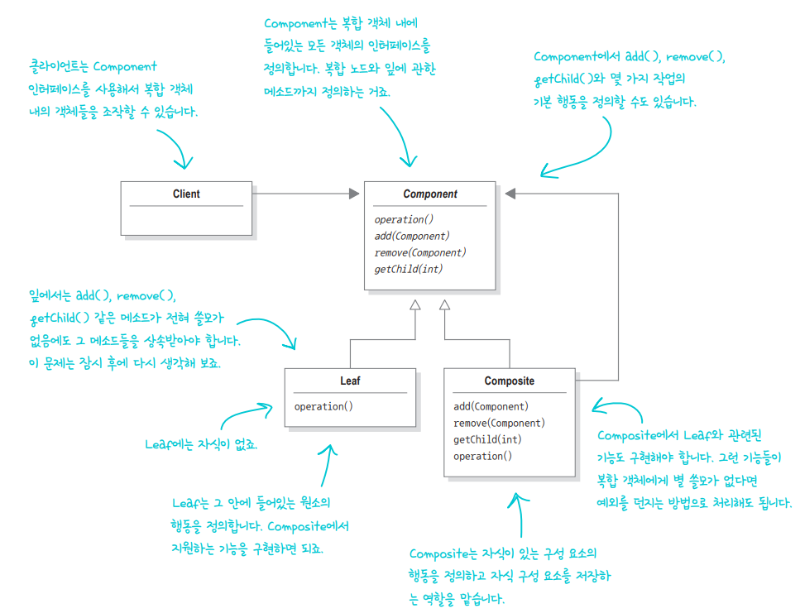 Component는 복합 객체 내에
들어있는 모든 객체의 인터페이스를
정의합니다. 복합 노드와 잎에 관한
메소드까지 정의하는 거죠.
클라이언트는 Component
인터페이스를 사용해서 복합 객체
내의 객체들을 조작할 수 있습니다.
Component에서 add( ), remove( ),
getChild( )와 몇 가지 작업의
기본 행동을 정의할 수도 있습니다.
Client
Component
operation()
add(Component)
remove(Component)
getChild(int)
잎에서는 add( ), remove( ),
getChild( ) 같은 메소드가 전혀 쓸모가
없음에도 그 메소드들을 상속받아야 합니다.
이 문제는 잠시 후에 다시 생각해 보죠.
Leaf
operation()
Composite
add(Component)
remove(Component)
getChild(int)
operation()
Leaf에는 자식이 없죠.
Composite에서 Leaf와 관련된
기능도 구현해야 합니다. 그런 기능들이
복합 객체에게 별 쓸모가 없다면
예외를 던지는 방법으로 처리해도 됩니다.
Leaf는 그 안에 들어있는 원소의
행동을 정의합니다. Composite에서
지원하는 기능을 구현하면 되죠.
Composite는 자식이 있는 구성 요소의
행동을 정의하고 자식 구성 요소를 저장하
는 역할을 맡습니다.